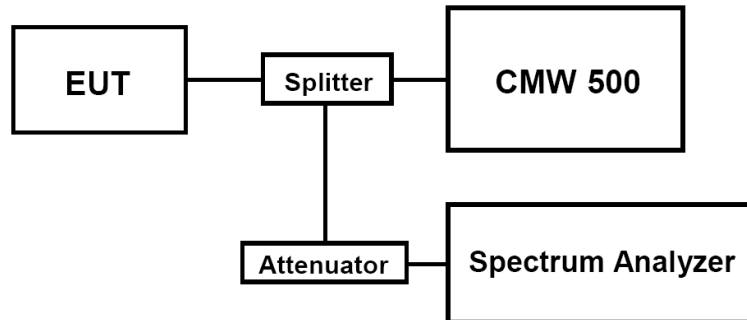 EUT
Splitter
CMW 500
Attenuator
Spectrum Analyzer